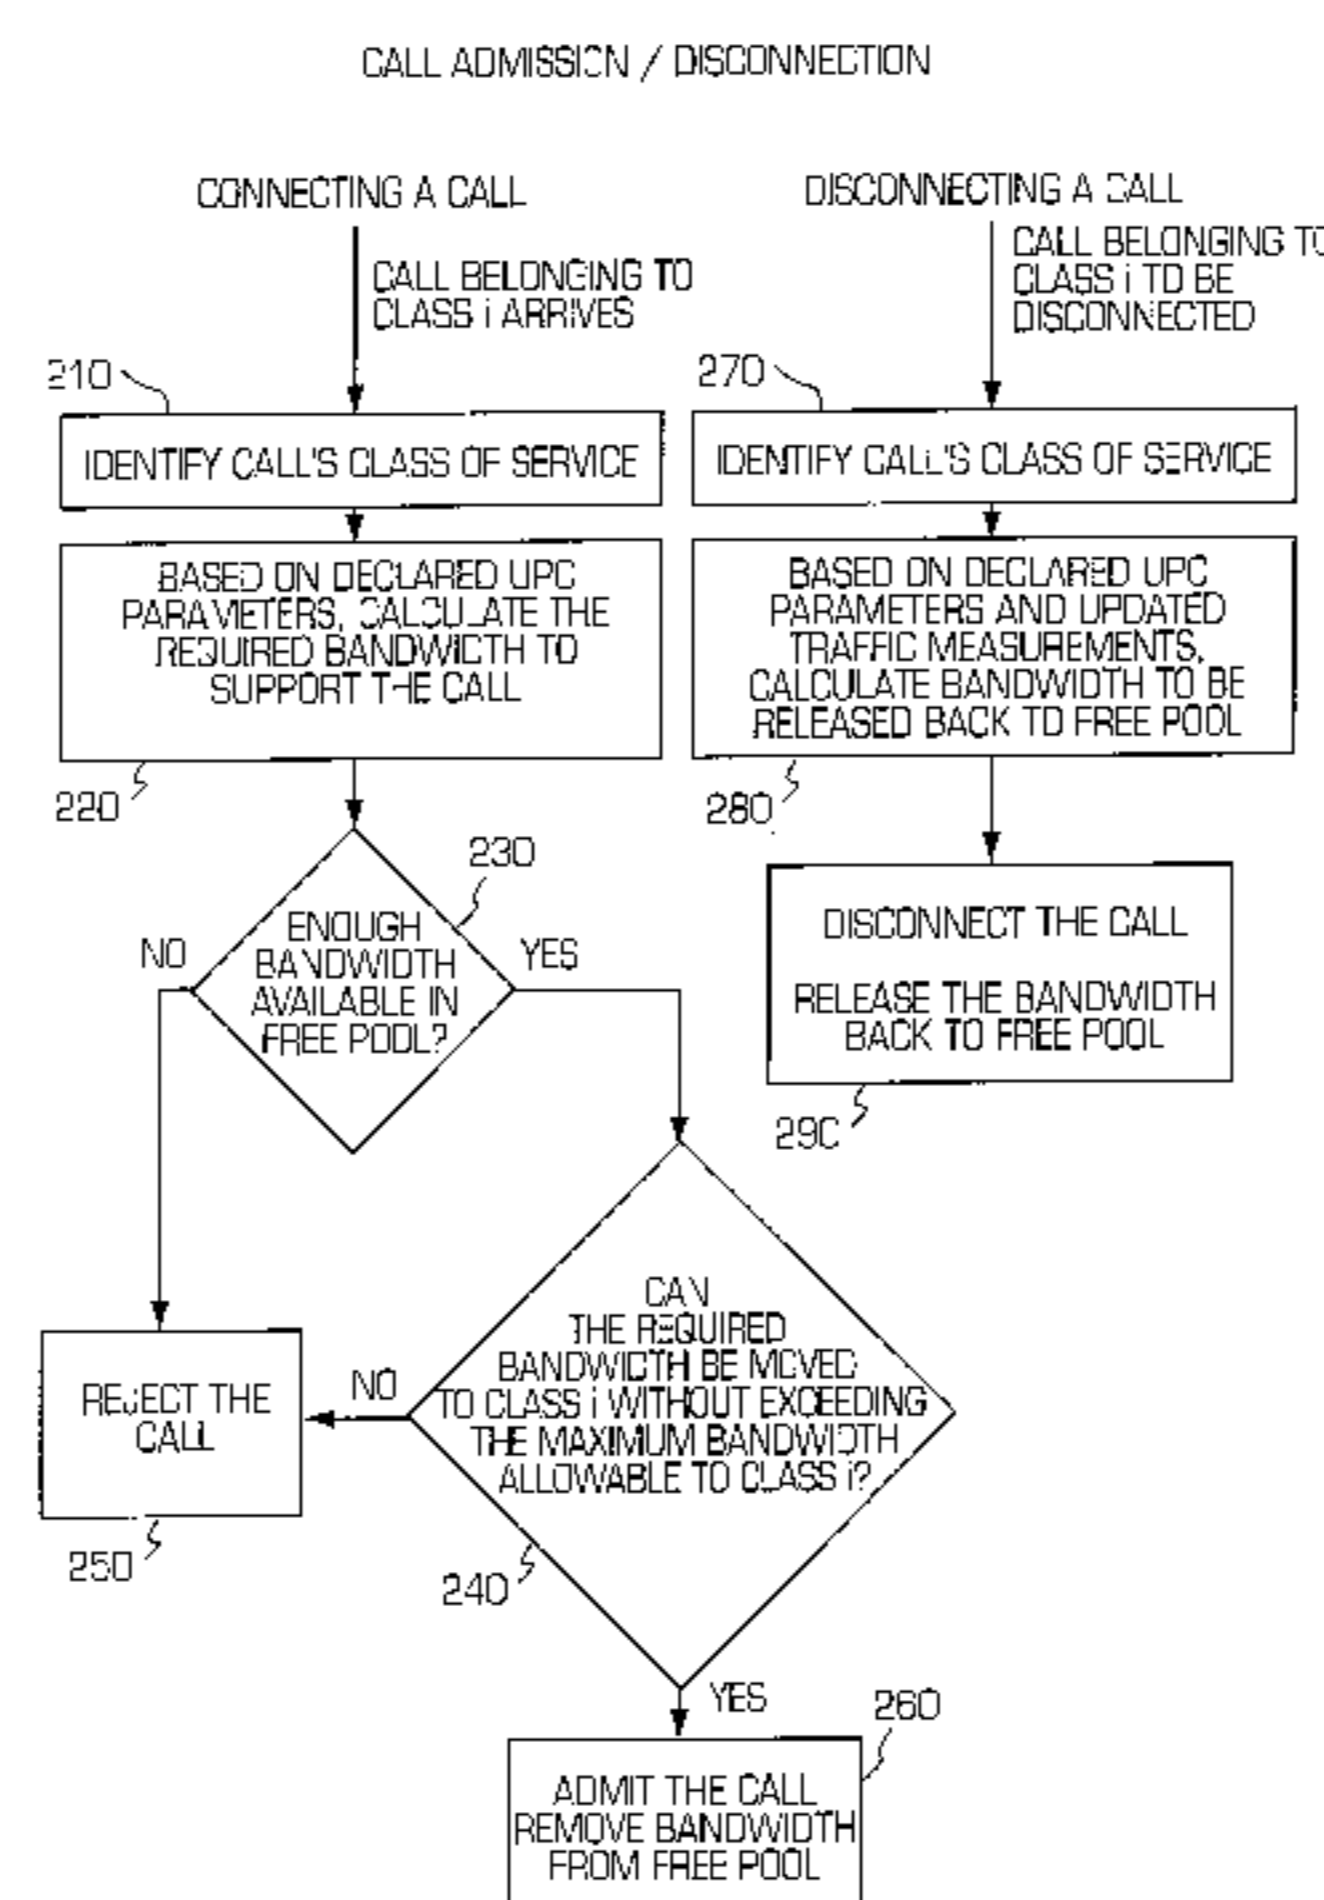 CALL ADMISSION / DISCONNECTION
CONNECTING A CALL
CALL BELONGING TO
CLASS i ARRIVES
210
IDENTIFY CALL'S CLASS OF SERVICE
BASED ON DECLARED UPC
PARAMETERS, CALCULATE THE
REQUIRED BANDWIDTH TO
SUPPORT THE CALL
220
230
ENOUGH
BANDWIDTH
AVAILABLE IN
FREE POOL?
NO
YES
CAN
THE REQUIRED
BANDWIDTH BE MOVED
TO CLASS i WITHOUT EXCEEDING
THE MAXIMUM BANDWIDTH
ALLOWABLE TO CLASS i?
NO
240
REJECT THE
CALL
250
YES
260
ADMIT THE CALL
REMOVE BANDWIDTH
FROM FREE POOL
DISCONNECTING A CALL
CALL BELONGING TO
CLASS i TO BE
DISCONNECTED
270
IDENTIFY CALL'S CLASS OF SERVICE
BASED ON DECLARED UPC
PARAMETERS AND UPDATED
TRAFFIC MEASUREMENTS,
CALCULATE BANDWIDTH TO BE
RELEASED BACK TO FREE POOL
280
DISCONNECT THE CALL
RELEASE THE BANDWIDTH
BACK TO FREE POOL
290